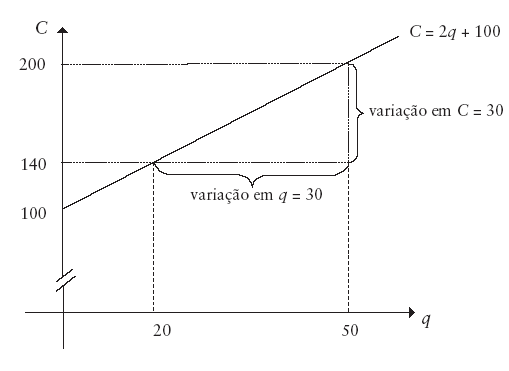 C
C = 2q + 100
200
variação em C = 30
140
variação em q = 30
100
20
50
q